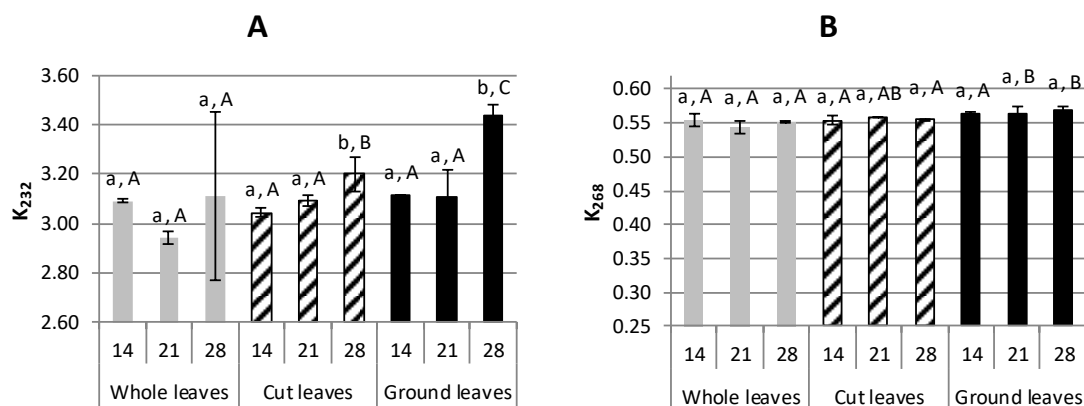 A
3.60
3.40
3.20
3.00
2.80
2.60
K232
a, A
a, A
a, A
a, A
a, A
b, B
a, A
a, A
b, C
14 21 28 14 21 28 14 21 28
Whole leaves Cut leaves Ground leaves
B
0.60
0.55
0.50
0.45
0.40
0.35
0.30
0.25
K268
a, A
a, A
a, A
a, A
a, AB
a, A
a, A
a, B
a, B
14 21 28 14 21 28 14 21 28
Whole leaves Cut leaves Ground leaves